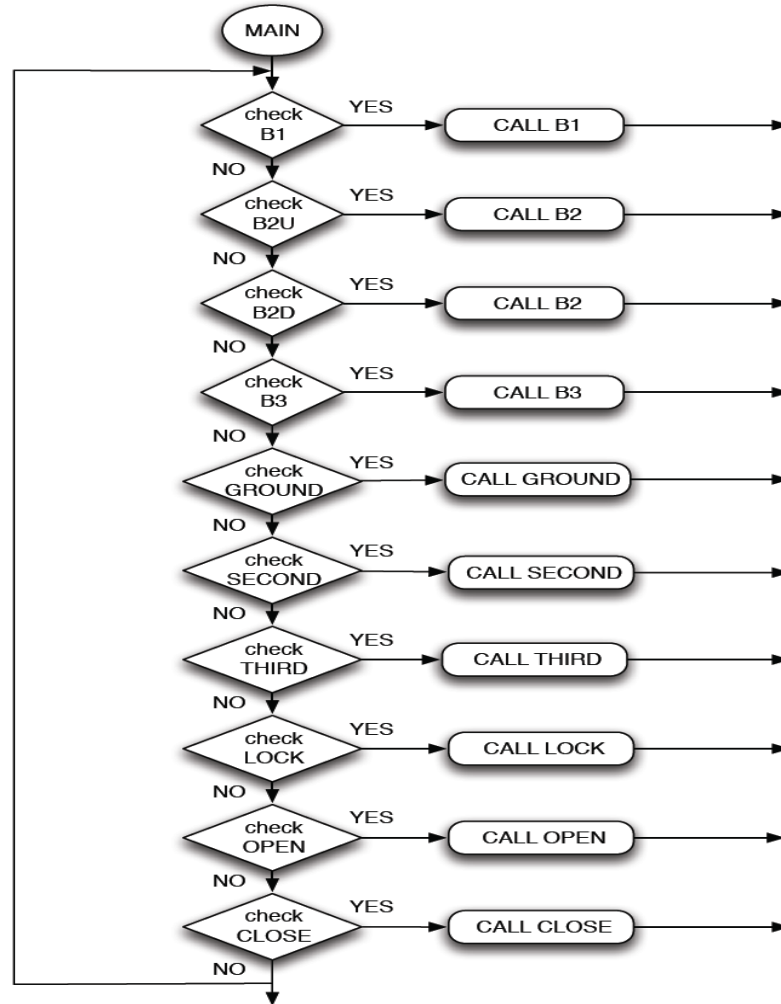 MAIN
check
B1
YES
CALL B1
NO
check
B2U
YES
CALL B2
NO
check
B2D
YES
CALL B2
NO
check
B3
YES
CALL B3
NO
check
GROUND
YES
CALL GROUND
NO
check
SECOND
YES
CALL SECOND
NO
check
THIRD
YES
CALL THIRD
NO
check
LOCK
YES
CALL LOCK
NO
check
OPEN
YES
CALL OPEN
NO
check
CLOSE
YES
CALL CLOSE
NO